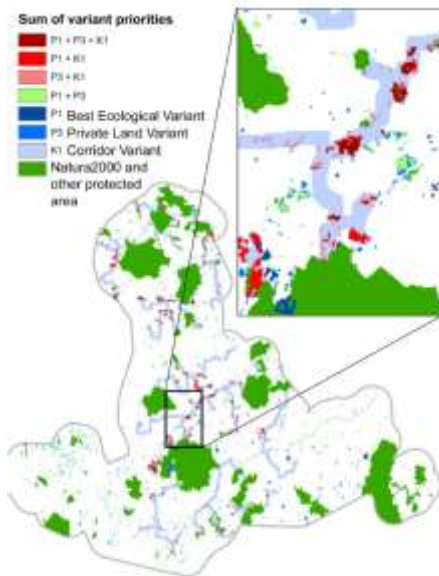 Sum of variant priorities
P1 + P3 + K1
P1 + K1
P3 + K1
P1 + P3
P1 Best Ecological Variant
P3 Private Land Variant
K1 Corridor Variant
Natura2000 and
other protected
area